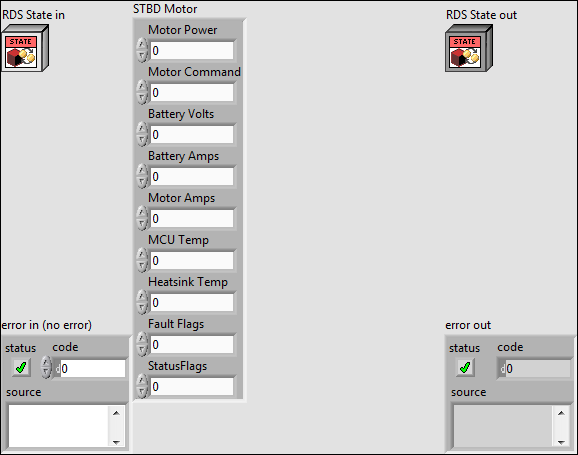 RDS State in
STATE
STBD Motor
Motor Power
0
Motor Command
0
Battery Volts
0
Battery Amps
0
Motor Amps
0
MCU Temp
0
Heatsink Temp
0
Fault Flags
0
StatusFlags
0
RDS State out
STATE
error in (no error)
status
code
d0
source
error out
status
code
d0
source